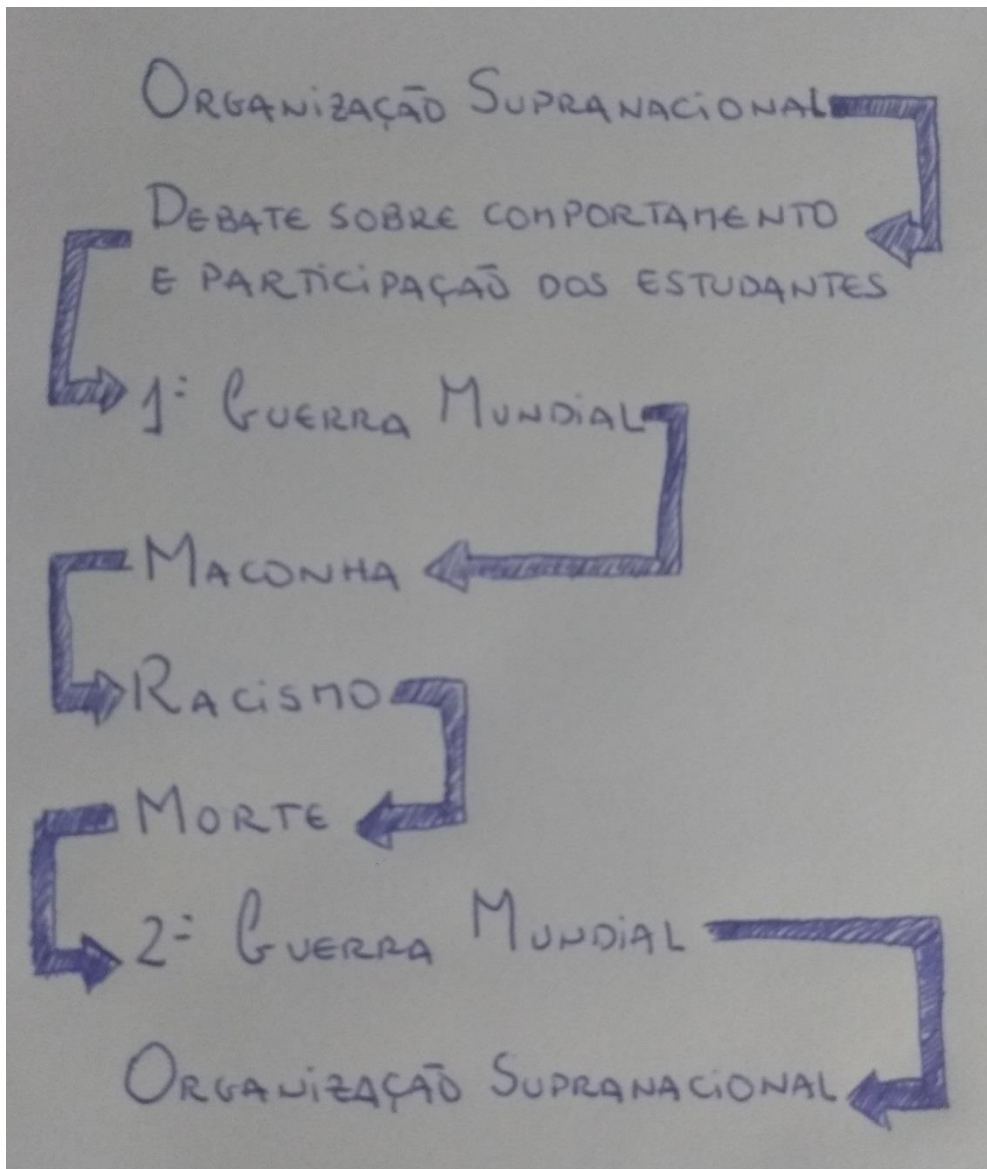 ORGANIZAÇÃO SUPRANACIONAL
DEBATE SOBRE COMPORTAMENTO
E PARTICIPAÇÃO DOS ESTUDANTES
1ª GUERRA MUNDIAL
MACONHA
RACISMO
MORTE
2ª GUERRA MUNDIAL
ORGANIZAÇÃO SUPRANACIONAL